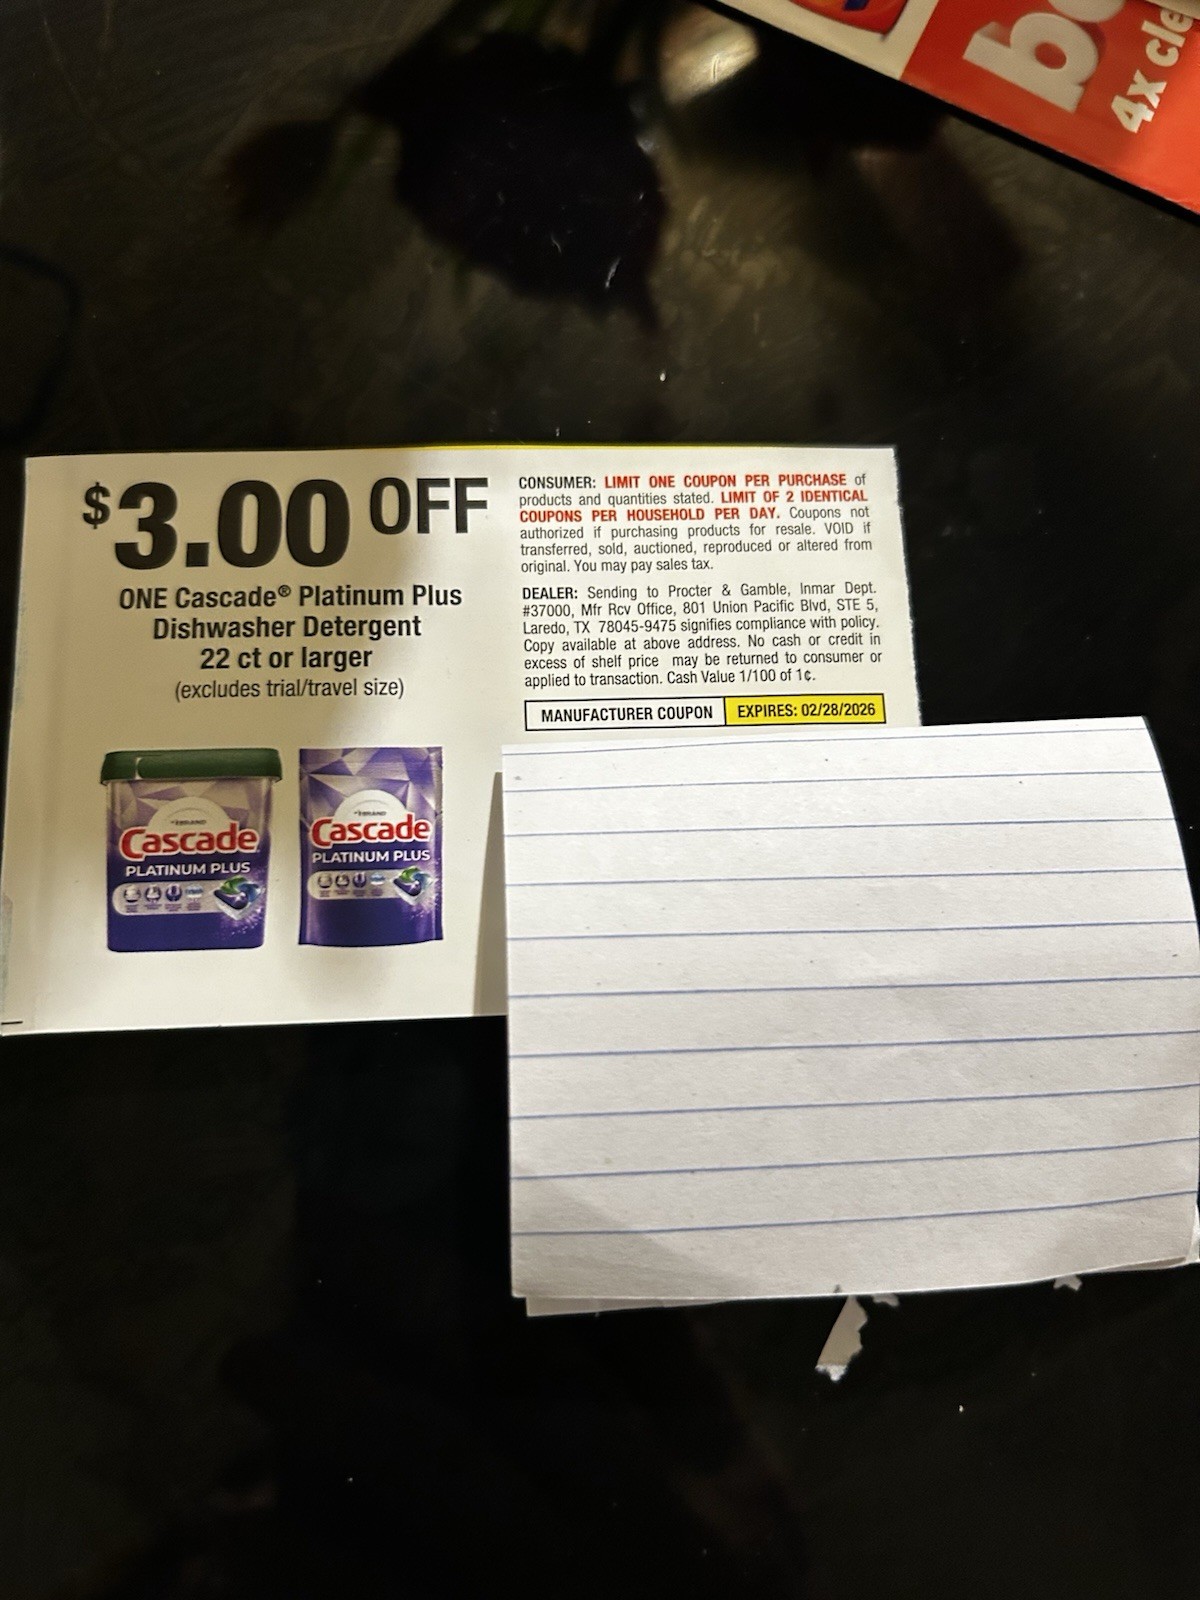 bo
4x cle
$3.00 OFF
ONE Cascade® Platinum Plus
Dishwasher Detergent
22 ct or larger
(excludes trial/travel size)
Cascade
PLATINUM PLUS
Cascade
PLATINUM PLUS
CONSUMER: LIMIT ONE COUPON PER PURCHASE of
products and quantities stated. LIMIT OF 2 IDENTICAL
COUPONS PER HOUSEHOLD PER DAY. Coupons not
authorized if purchasing products for resale. VOID if
transferred, sold, auctioned, reproduced or altered from
original. You may pay sales tax.
DEALER: Sending to Procter & Gamble, Inmar Dept.
#37000, Mfr Rcv Office, 801 Union Pacific Blvd, STE 5,
Laredo, TX 78045-9475 signifies compliance with policy.
Copy available at above address. No cash or credit in
excess of shelf price may be returned to consumer or
applied to transaction. Cash Value 1/100 of 1¢.
MANUFACTURER COUPON EXPIRES: 02/28/2026